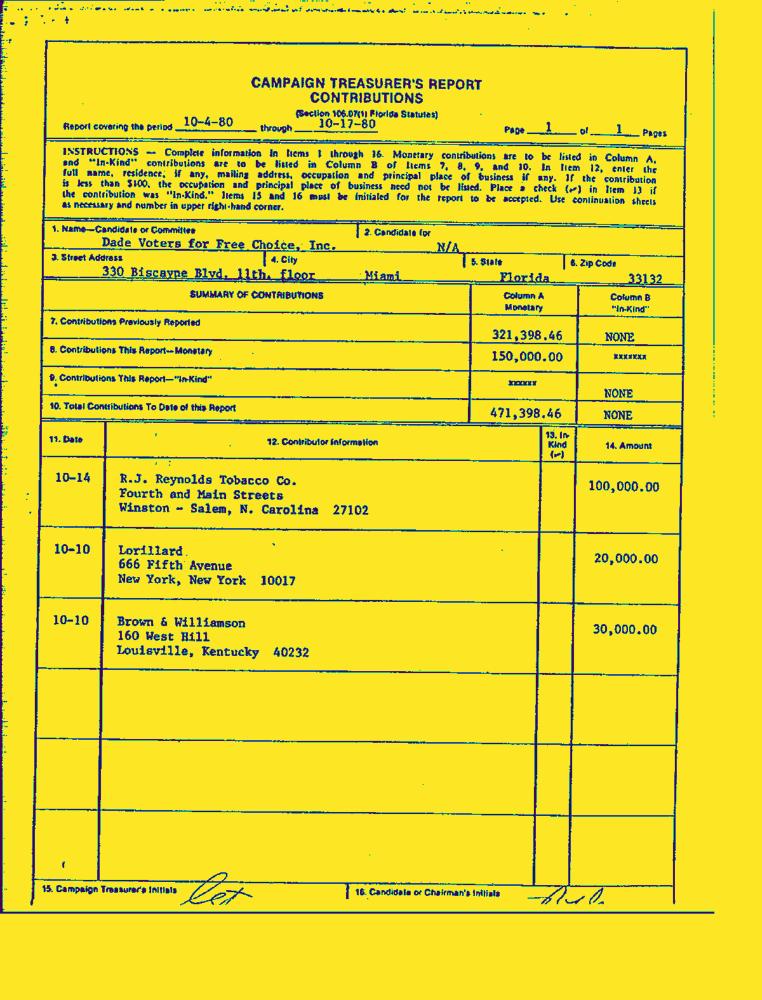 CAMPAIGN TREASURER'S REPORT
CONTRIBUTIONS
(Section 106.07(1) Florida Statutes)
Report covering the period 10-4-80 through 10-17-80 Page 1 of 1 Pages
INSTRUCTIONS — Complete information in Items 1 through 16. Monetary contributions are to be listed in Column A,
and "In-Kind" contributions are to be listed in Column B of Items 7, 8, 9, and 10. In Item 12, enter the
full name, residence, if any, mailing address, occupation and principal place of business if any. If the contribution
is less than $100, the occupation and principal place of business need not be listed. Place a check (✓) in Item 13 if
the contribution was "In-Kind." Items 15 and 16 must be initialed for the report to be accepted. Use continuation sheets
as necessary and number in upper right-hand corner.
1. Name—Candidate or Committee 2. Candidate for
Dade Voters for Free Choice, Inc. N/A
3. Street Address 4. City 5. State 6. Zip Code
330 Biscayne Blvd. 11th. floor Miami Florida 33132
SUMMARY OF CONTRIBUTIONS Column A Monetary Column B "In-Kind"
7. Contributions Previously Reported 321,398.46 NONE
8. Contributions This Report—Monetary 150,000.00 xxxxxxx
9. Contributions This Report—"In-Kind" xxxxxx NONE
10. Total Contributions To Date of this Report 471,398.46 NONE
11. Date 12. Contributor Information 13. In-Kind (✓) 14. Amount
10-14 R.J. Reynolds Tobacco Co. 100,000.00
Fourth and Main Streets
Winston - Salem, N. Carolina 27102
10-10 Lorillard 20,000.00
666 Fifth Avenue
New York, New York 10017
10-10 Brown & Williamson 30,000.00
160 West Hill
Louisville, Kentucky 40232
15. Campaign Treasurer's Initials 16. Candidate or Chairman's Initials